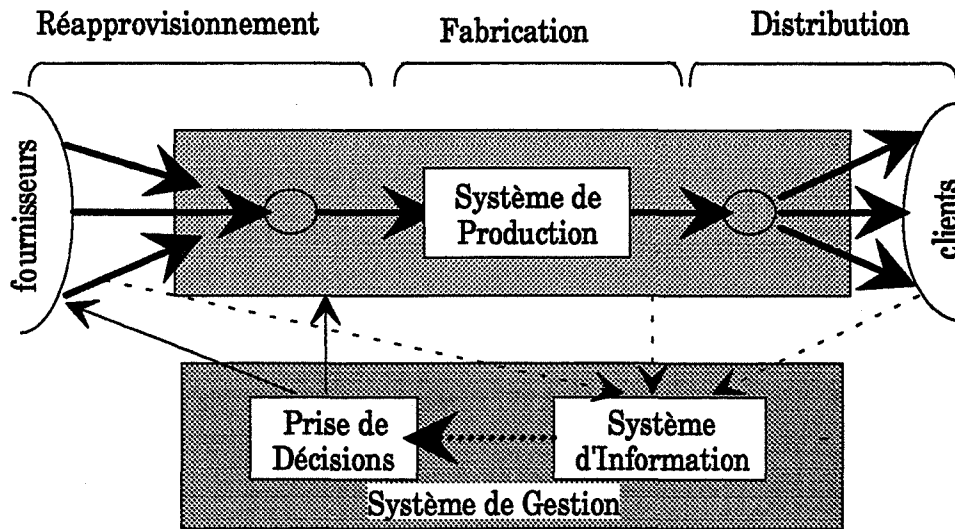 Réapprovisionnement
Fabrication
Distribution
fournisseurs
Système de
Production
clients
Prise de
Décisions
Système
d'Information
Système de Gestion